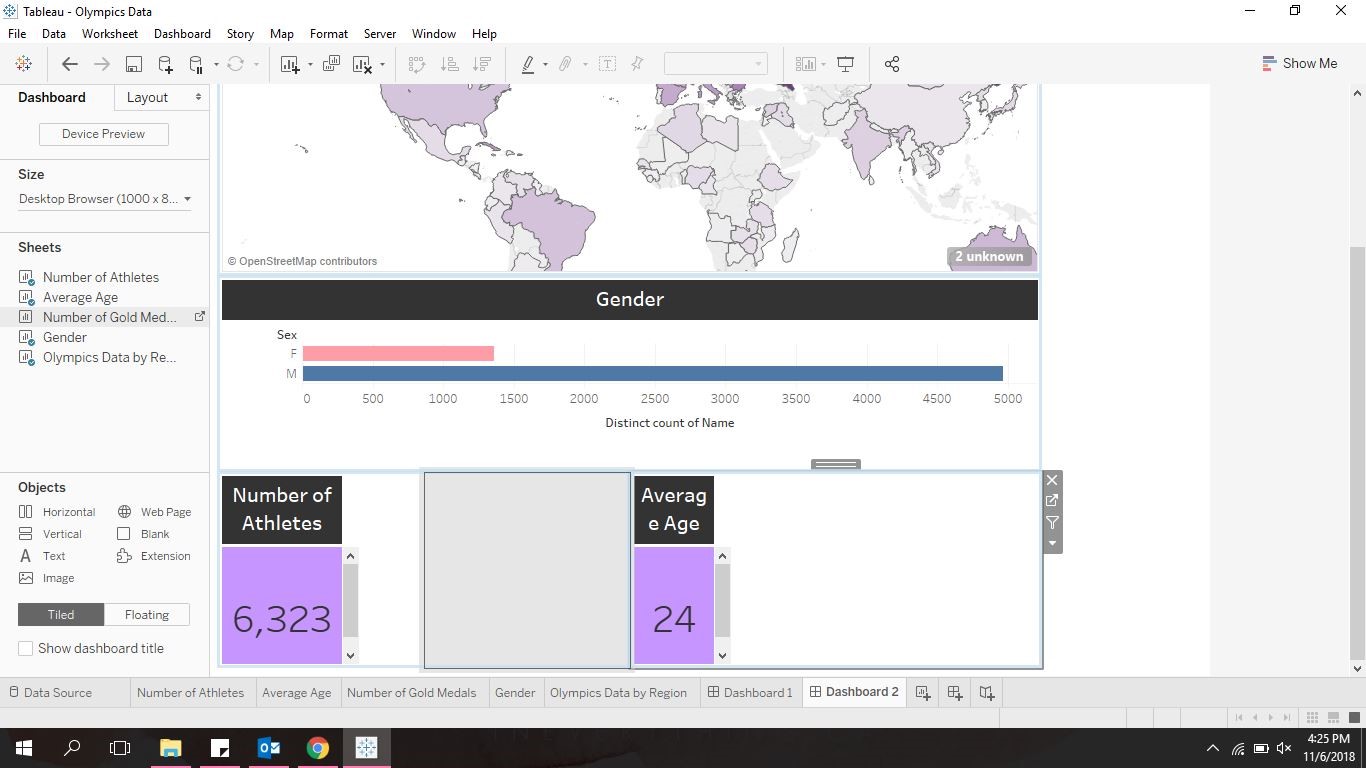 Tableau - Olympics Data
File Data Worksheet Dashboard Story Map Format Server Window Help
Show Me
Dashboard Layout
Device Preview
Size
Desktop Browser (1000 x 8...
Sheets
Number of Athletes
Average Age
Number of Gold Med...
Gender
Olympics Data by Re...
Objects
Horizontal Web Page
Vertical Blank
A Text Extension
Image
Tiled Floating
Show dashboard title
© OpenStreetMap contributors
2 unknown
Gender
Sex
F
M
0 500 1000 1500 2000 2500 3000 3500 4000 4500 5000
Distinct count of Name
Number of
Athletes
6,323
Averag
e Age
24
Data Source Number of Athletes Average Age Number of Gold Medals Gender Olympics Data by Region Dashboard 1 Dashboard 2
4:25 PM
11/6/2018